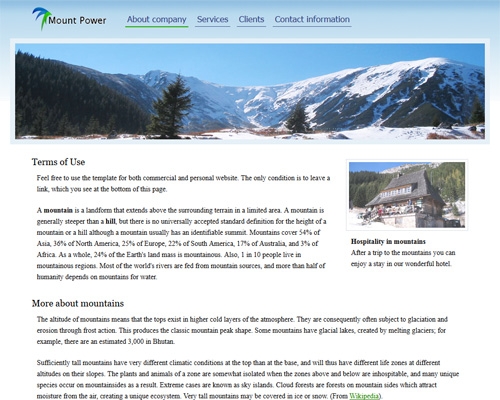 Mount Power
About company Services Clients Contact information
Terms of Use
Feel free to use the template for both commercial and personal website. The only condition is to leave a
link, which you see at the bottom of this page.
A mountain is a landform that extends above the surrounding terrain in a limited area. A mountain is
generally steeper than a hill, but there is no universally accepted standard definition for the height of a
mountain or a hill although a mountain usually has an identifiable summit. Mountains cover 54% of
Asia, 36% of North America, 25% of Europe, 22% of South America, 17% of Australia, and 3% of
Africa. As a whole, 24% of the Earth's land mass is mountainous. Also, 1 in 10 people live in
mountainous regions. Most of the world's rivers are fed from mountain sources, and more than half of
humanity depends on mountains for water.
Hospitality in mountains
After a trip to the mountains you can
enjoy a stay in our wonderful hotel.
More about mountains
The altitude of mountains means that the tops exist in higher cold layers of the atmosphere. They are consequently often subject to glaciation and
erosion through frost action. This produces the classic mountain peak shape. Some mountains have glacial lakes, created by melting glaciers; for
example, there are an estimated 3,000 in Bhutan.
Sufficiently tall mountains have very different climatic conditions at the top than at the base, and will thus have different life zones at different
altitudes on their slopes. The plants and animals of a zone are somewhat isolated when the zones above and below are inhospitable, and many unique
species occur on mountainsides as a result. Extreme cases are known as sky islands. Cloud forests are forests on mountain sides which attract
moisture from the air, creating a unique ecosystem. Very tall mountains may be covered in ice or snow. (From Wikipedia).